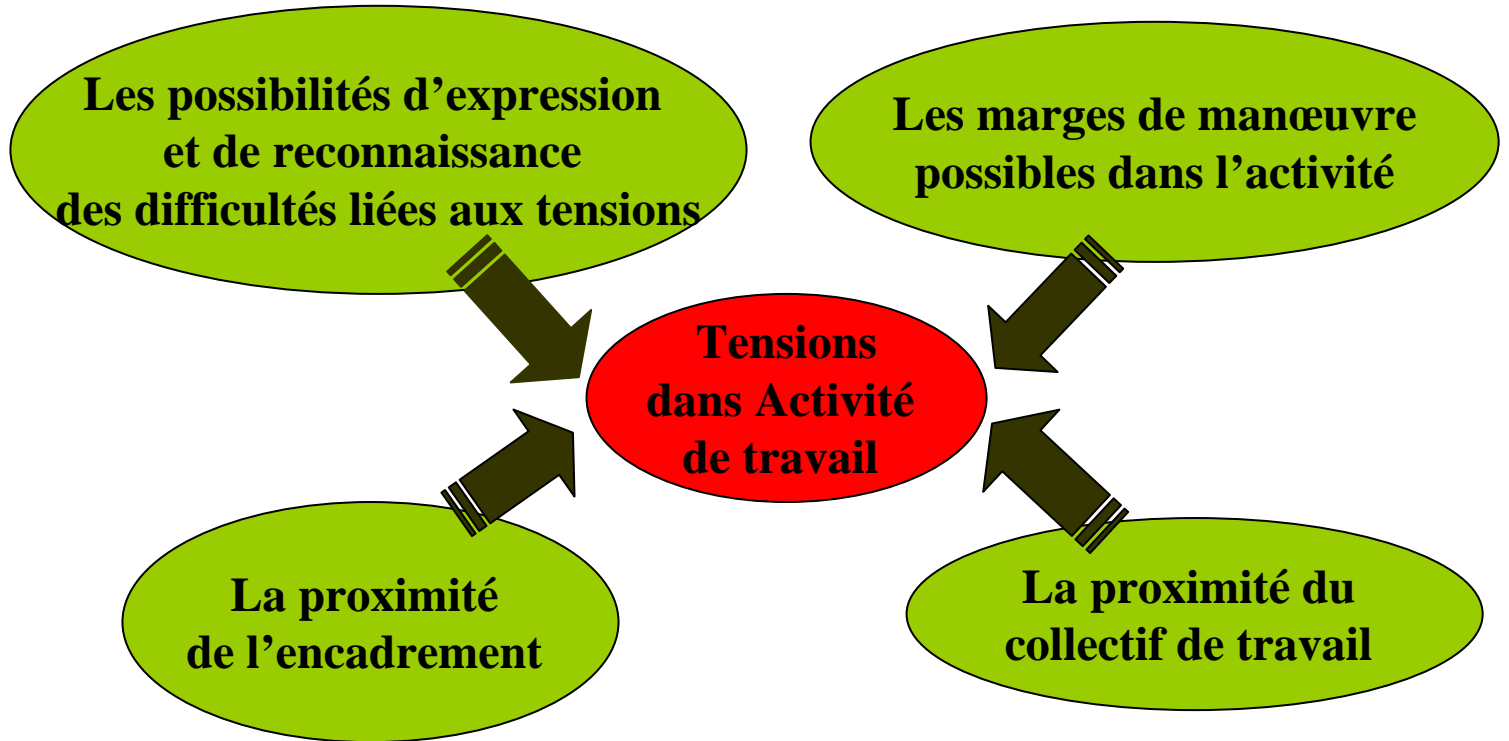 Les possibilités d’expression
et de reconnaissance
des difficultés liées aux tensions
Les marges de manœuvre
possibles dans l’activité
Tensions
dans Activité
de travail
La proximité
de l’encadrement
La proximité du
collectif de travail